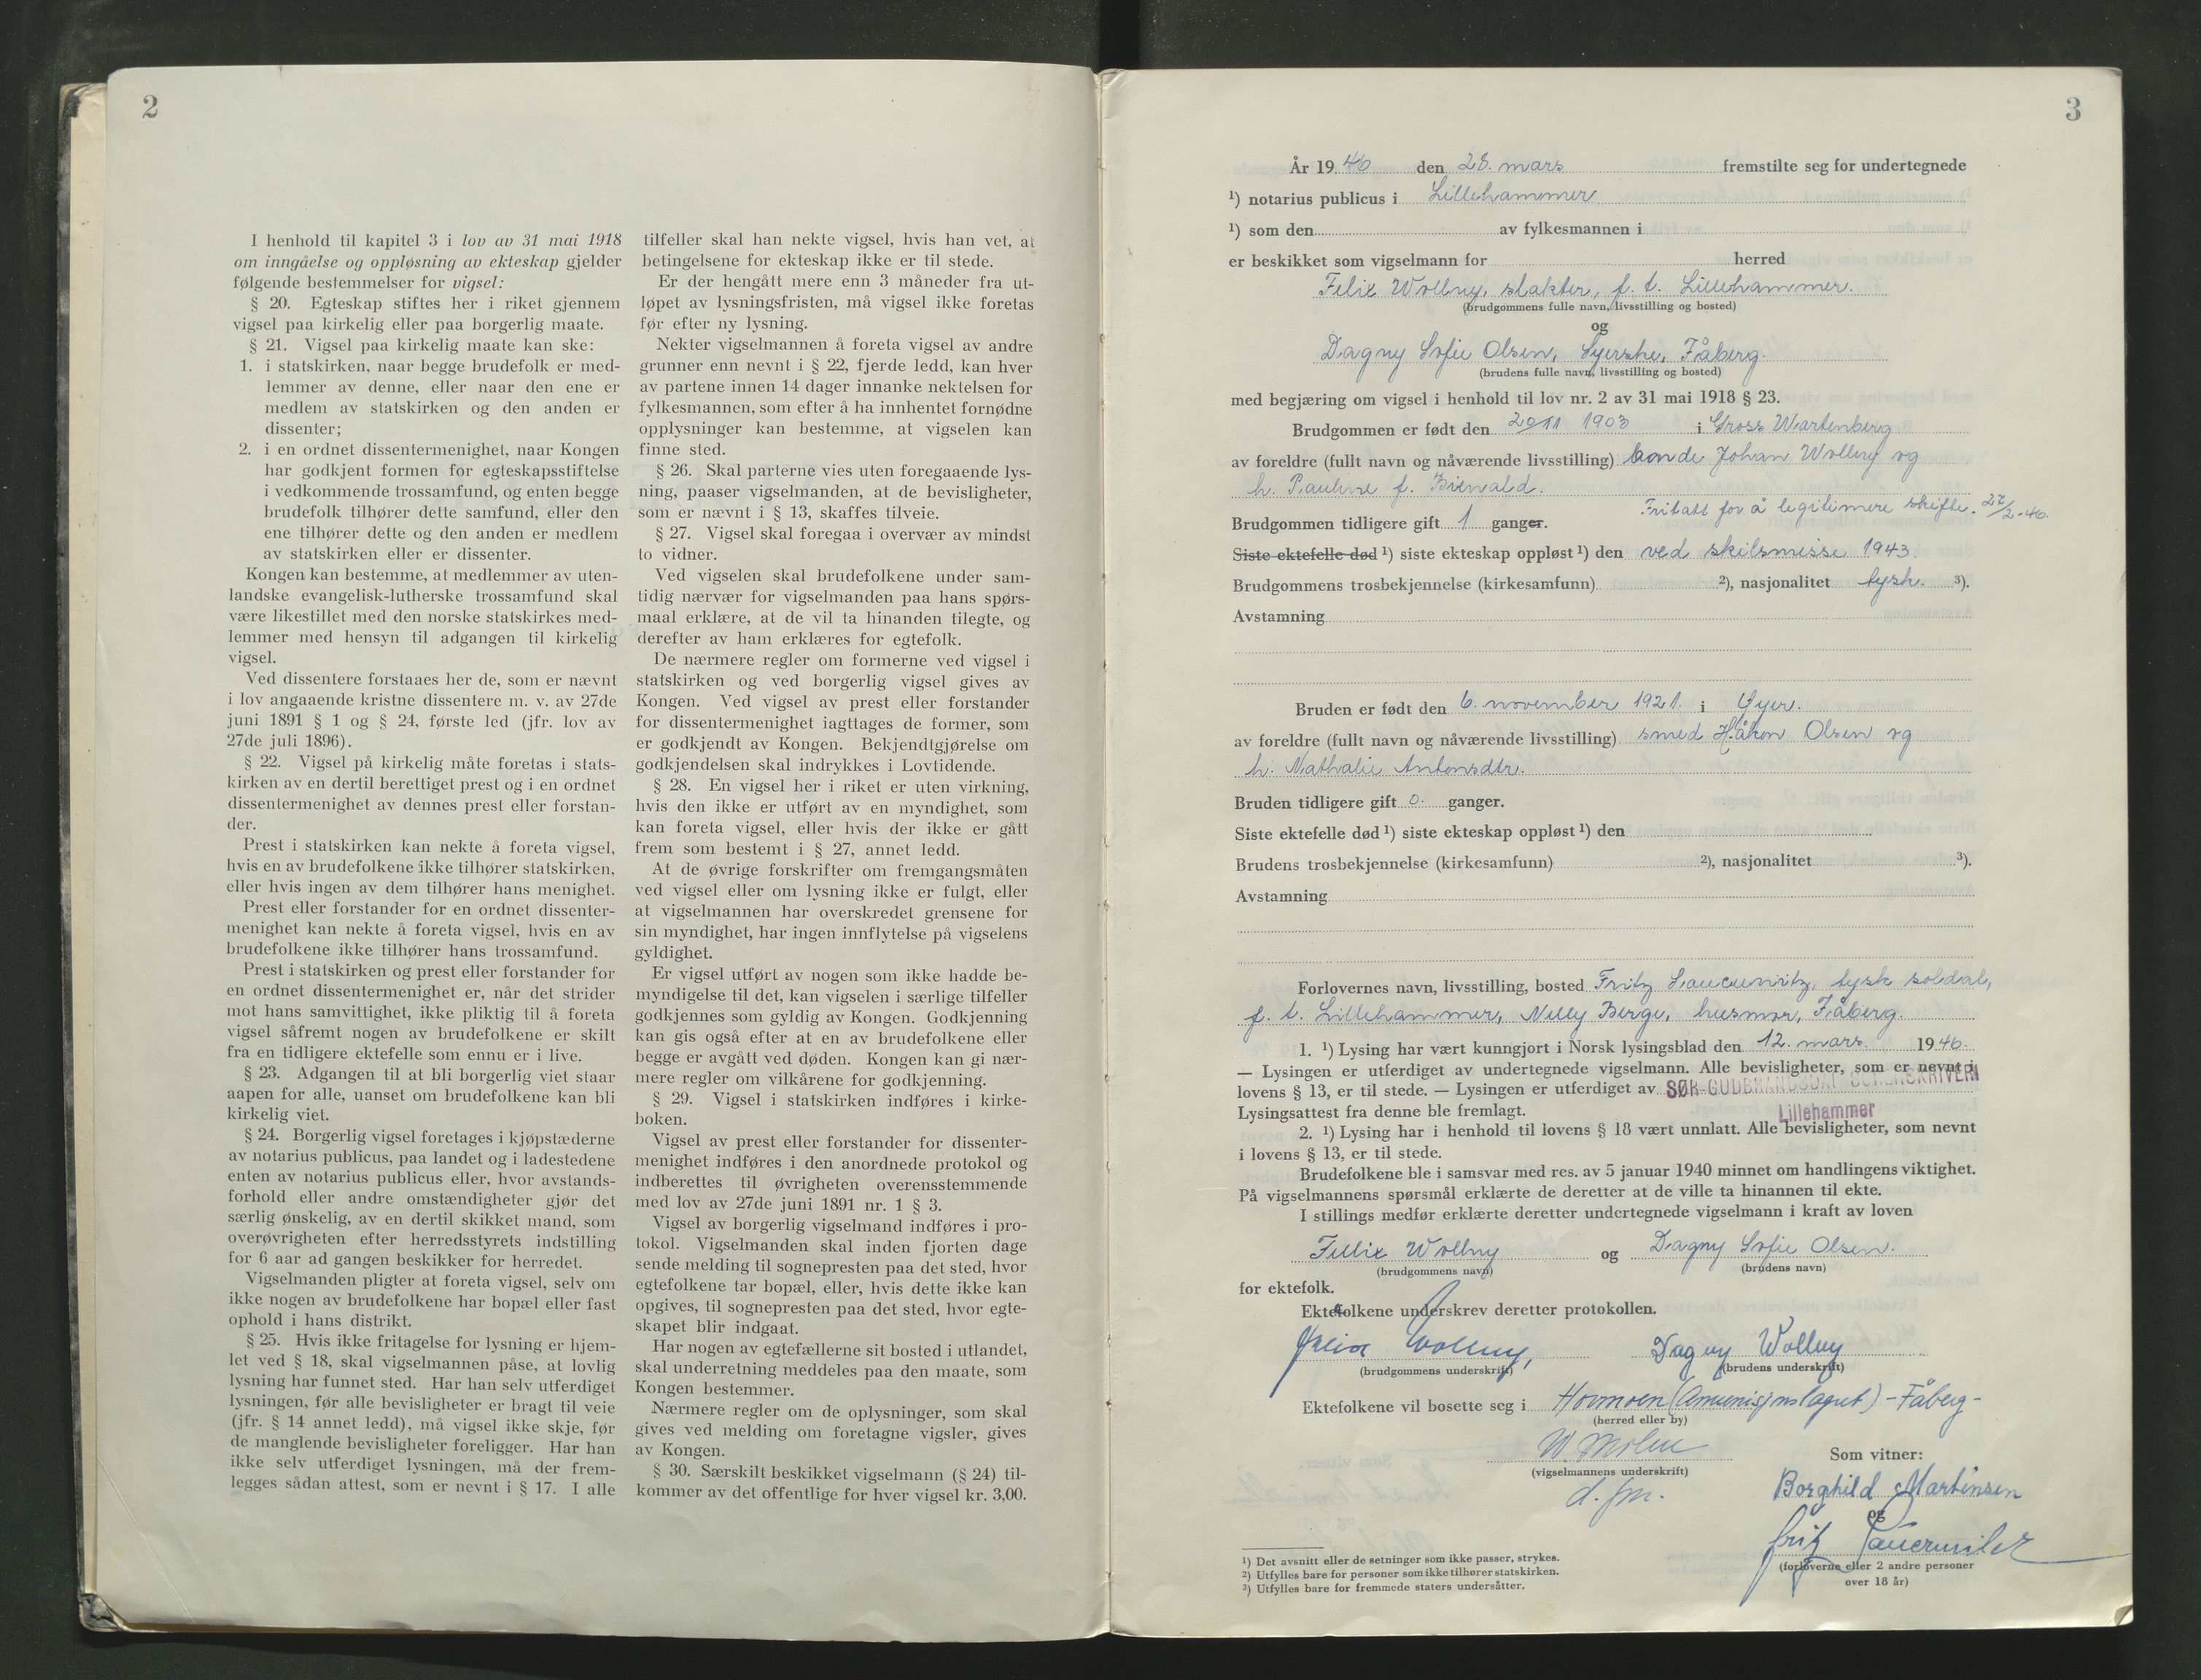 2
I henhold til kapitel 3 i lov av 31 mai 1918
om inngåelse og oppløsning av ekteskap gjelder
følgende bestemmelser for vigsel:
§ 20. Egteskap stiftes her i riket gjennem
vigsel paa kirkelig eller paa borgerlig maate.
§ 21. Vigsel paa kirkelig maate kan ske:
1. i statskirken, naar begge brudefolk er med-
lemmer av denne, eller naar den ene er
medlem av statskirken og den anden er
dissenter;
2. i en ordnet dissentermenighet, naar Kongen
har godkjent formen for egteskapsstiftelse
i vedkommende trossamfund, og enten begge
brudefolk tilhører dette samfund, eller den
ene tilhører dette og den anden er medlem
av statskirken eller er dissenter.
Kongen kan bestemme, at medlemmer av uten-
landske evangelisk-lutherske trossamfund skal
være likestillet med den norske statskirkes med-
lemmer med hensyn til adgangen til kirkelig
vigsel.
Ved dissentere forstaaes her de, som er nævnt
i lov angaaende kristne dissentere m. v. av 27de
juni 1891 § 1 og § 24, første led (jfr. lov av
27de juli 1896).
§ 22. Vigsel på kirkelig måte foretas i stats-
kirken av en dertil berettiget prest og i en ordnet
dissentermenighet av dennes prest eller forstan-
der.
Prest i statskirken kan nekte å foreta vigsel,
hvis en av brudefolkene ikke tilhører statskirken,
eller hvis ingen av dem tilhører hans menighet.
Prest eller forstander for en ordnet dissenter-
menighet kan nekte å foreta vigsel, hvis en av
brudefolkene ikke tilhører hans trossamfund.
Prest i statskirken og prest eller forstander for
en ordnet dissentermenighet er, når det strider
mot hans samvittighet, ikke pliktig til å foreta
vigsel såfremt nogen av brudefolkene er skilt
fra en tidligere ektefelle som ennu er i live.
§ 23. Adgangen til at bli borgerlig viet staar
aapen for alle, uanset om brudefolkene kan bli
kirkelig viet.
§ 24. Borgerlig vigsel foretages i kjøpstæderne
av notarius publicus, paa landet og i ladestedene
enten av notarius publicus eller, hvor avstands-
forhold eller andre omstændigheter gjør det
særlig ønskelig, av en dertil skikket mand, som
overøvrigheten efter herredsstyrets indstilling
for 6 aar ad gangen beskikker for herredet.
Vigselmanden pligter at foreta vigsel, selv om
ikke nogen av brudefolkene har bopæl eller fast
ophold i hans distrikt.
§ 25. Hvis ikke fritagelse for lysning er hjem-
let ved § 18, skal vigselmannen påse, at lovlig
lysning har funnet sted. Har han selv utferdiget
lysningen, før alle bevisligheter er bragt til veie
(jfr. § 14 annet ledd), må vigsel ikke skje, før
de manglende bevisligheter foreligger. Har han
ikke selv utferdiget lysningen, må der frem-
legges sådan attest, som er nevnt i § 17. I alle
tilfeller skal han nekte vigsel, hvis han vet, at
betingelsene for ekteskap ikke er til stede.
Er der hengått mere enn 3 måneder fra ut-
løpet av lysningsfristen, må vigsel ikke foretas
før efter ny lysning.
Nekter vigselmannen å foreta vigsel av andre
grunner enn nevnt i § 22, fjerde ledd, kan hver
av partene innen 14 dager innanke nektelsen for
fylkesmannen, som efter å ha innhentet fornødne
opplysninger kan bestemme, at vigselen kan
finne sted.
§ 26. Skal parterne vies uten foregaaende lys-
ning, paaser vigselmanden, at de bevisligheter,
som er nævnt i § 13, skaffes tilveie.
§ 27. Vigsel skal foregaa i overvær av mindst
to vidner.
Ved vigselen skal brudefolkene under sam-
tidig nærvær for vigselmanden paa hans spørs-
maal erklære, at de vil ta hinanden tilegte, og
derefter av ham erklæres for egtefolk.
De nærmere regler om formerne ved vigsel i
statskirken og ved borgerlig vigsel gives av
Kongen. Ved vigsel av prest eller forstander
for dissentermenighet iagttages de former, som
er godkjendt av Kongen. Bekjendtgjørelse om
godkjendelsen skal indrykkes i Lovtidende.
§ 28. En vigsel her i riket er uten virkning,
hvis den ikke er utført av en myndighet, som
kan foreta vigsel, eller hvis der ikke er gått
frem som bestemt i § 27, annet ledd.
At de øvrige forskrifter om fremgangsmåten
ved vigsel eller om lysning ikke er fulgt, eller
at vigselmannen har overskredet grensene for
sin myndighet, har ingen innflytelse på vigselens
gyldighet.
Er vigsel utført av nogen som ikke hadde be-
myndigelse til det, kan vigselen i særlige tilfeller
godkjennes som gyldig av Kongen. Godkjenning
kan gis også efter at en av brudefolkene eller
begge er avgått ved døden. Kongen kan gi nær-
mere regler om vilkårene for godkjenning.
§ 29. Vigsel i statskirken indføres i kirke-
boken.
Vigsel av prest eller forstander for dissenter-
menighet indføres i den anordnede protokol og
indberettes til øvrigheten overensstemmende
med lov av 27de juni 1891 nr. 1 § 3.
Vigsel av borgerlig vigselmand indføres i pro-
tokol. Vigselmanden skal inden fjorten dage
sende melding til sognepresten paa det sted, hvor
egtefolkene tar bopæl, eller, hvis dette ikke kan
opgives, til sognepresten paa det sted, hvor egte-
skapet blir indgaat.
Har nogen av egtefællerne sit bosted i utlandet,
skal underretning meddeles paa den maate, som
Kongen bestemmer.
Nærmere regler om de oplysninger, som skal
gives ved melding om foretagne vigsler, gives
av Kongen.
§ 30. Særskilt beskikket vigselmann (§ 24) til-
kommer av det offentlige for hver vigsel kr. 3,00.
3
År 1946 den 28. mars fremstilte seg for undertegnede
¹) notarius publicus i Lillehammer
¹) som den av fylkesmannen i
er beskikket som vigselmann for herred
Felix Wollny, slakter, f. t. Lillehammer.
(brudgommens fulle navn, livsstilling og bosted)
og
Dagny Sofie Olsen, Syerske, Fåberg.
(brudens fulle navn, livsstilling og bosted)
med begjæring om vigsel i henhold til lov nr. 2 av 31 mai 1918 § 23.
Brudgommen er født den 20/11 1903 i Gross Wartenberg
av foreldre (fullt navn og nåværende livsstilling) bonde Johan Wollny og
h. Pauline f. Bienald.
Fritatt for å legitimere skifte. 27/2-46.
Brudgommen tidligere gift 1 ganger.
Siste ektefelle død ¹) siste ekteskap oppløst ¹) den ved skilsmisse 1943.
Brudgommens trosbekjennelse (kirkesamfunn) ²), nasjonalitet tysk. ³).
Avstamning
Bruden er født den 6. november 1921. i Øyer.
av foreldre (fullt navn og nåværende livsstilling) smed Håkon Olsen og
h. Nathalie Antonsdtr.
Bruden tidligere gift 0. ganger.
Siste ektefelle død ¹) siste ekteskap oppløst ¹) den
Brudens trosbekjennelse (kirkesamfunn) ²), nasjonalitet ³).
Avstamning
Forlovernes navn, livsstilling, bosted Fritz tysk soldat,
f. t. Lillehammer, Nelly Berge, husmor, Fåberg.
1. ¹) Lysing har vært kunngjort i Norsk lysingsblad den 12. mars. 1946.
— Lysingen er utferdiget av undertegnede vigselmann. Alle bevisligheter, som er nevnt i
lovens § 13, er til stede. — Lysingen er utferdiget av SØR-GUDBRANDSDAL SORENSKRIVERI
Lysingsattest fra denne ble fremlagt. Lillehammer
2. ¹) Lysing har i henhold til lovens § 18 vært unnlatt. Alle bevisligheter, som nevnt
i lovens § 13, er til stede.
Brudefolkene ble i samsvar med res. av 5 januar 1940 minnet om handlingens viktighet.
På vigselmannens spørsmål erklærte de deretter at de ville ta hinannen til ekte.
I stillings medfør erklærte deretter undertegnede vigselmann i kraft av loven
Felix Wollny og Dagny Sofie Olsen.
(brudgommens navn) (brudens navn)
for ektefolk.
Ektefolkene underskrev deretter protokollen.
Felix Wollny, Dagny Wollny
(brudgommens underskrift) (brudens underskrift)
Ektefolkene vil bosette seg i Hovmoen (Amunisjonslagret) - Fåberg -
(herred eller by)
Som vitner:
(vigselmannens underskrift)
d. fm.
Borghild Martinsen
og
Fritz
(forloverne eller 2 andre personer
over 18 år)
¹) Det avsnitt eller de setninger som ikke passer, strykes.
²) Utfylles bare for personer som ikke tilhører statskirken.
³) Utfylles bare for fremmede staters undersåtter.